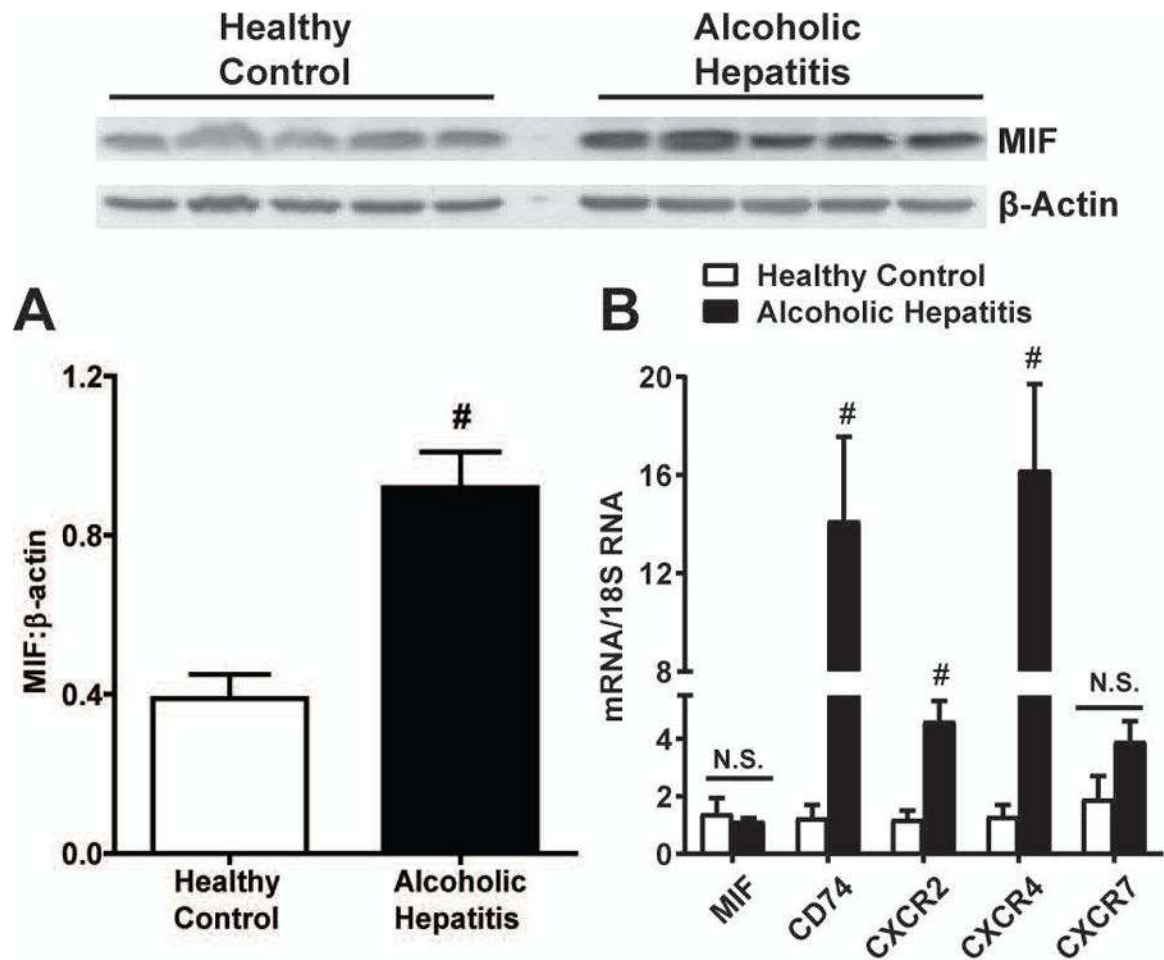 Healthy
Control
Alcoholic
Hepatitis
MIF
β-Actin
A
1.2
0.8
0.4
0.0
MIF:β-actin
#
Healthy
Control
Alcoholic
Hepatitis
B
Healthy Control
Alcoholic Hepatitis
20
16
12
8
4
2
0
mRNA/18S RNA
N.S.
#
#
#
N.S.
MIF
CD74
CXCR2
CXCR4
CXCR7